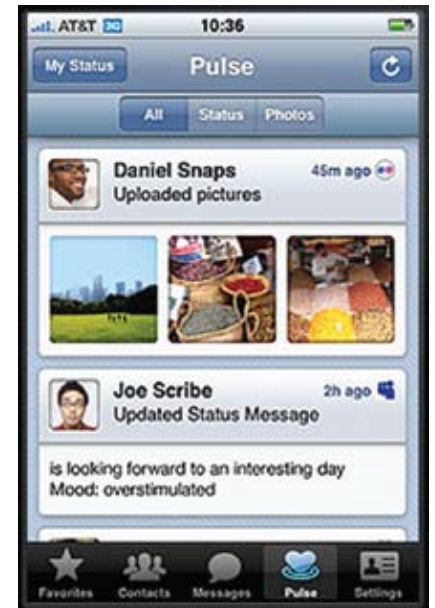 AT&T 3G 10:36
My Status Pulse
All Status Photos
Daniel Snaps 45m ago
Uploaded pictures
Joe Scribe 2h ago
Updated Status Message
is looking forward to an interesting day
Mood: overstimulated
Favorites Contacts Messages Pulse Settings